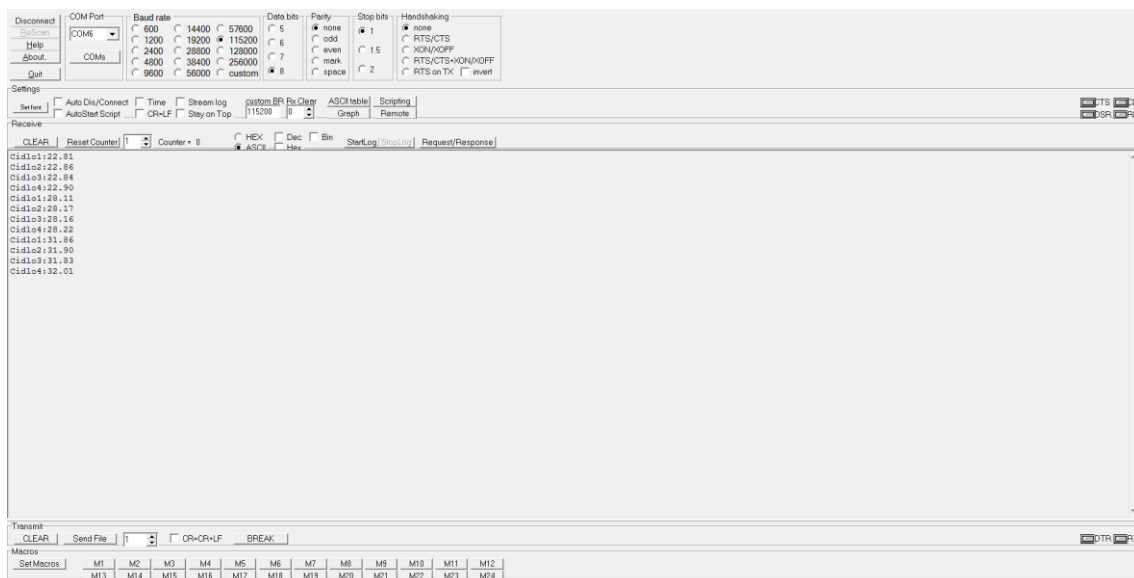 Disconnect
ReScan
Help
About..
Quit
COM Port
COM6
COMs
Baud rate
600 14400 57600
1200 19200 115200
2400 28800 128000
4800 38400 256000
9600 56000 custom
Data bits
5
6
7
8
Parity
none
odd
even
mark
space
Stop bits
1
1.5
2
Handshaking
none
RTS/CTS
XON/XOFF
RTS/CTS+XON/XOFF
RTS on TX invert
Settings
Set font
Auto Dis/Connect Time Stream log custom BR Rx Clear ASCII table Scripting
AutoStart Script CR=LF Stay on Top 115200 0 Graph Remote
CTS
DSR
Receive
CLEAR Reset Counter 1 Counter = 0 HEX Dec Bin
ASCII Hex StartLog StopLog Request/Response
Cidlo1:22.81
Cidlo2:22.86
Cidlo3:22.84
Cidlo4:22.90
Cidlo1:28.11
Cidlo2:28.17
Cidlo3:28.16
Cidlo4:28.22
Cidlo1:31.86
Cidlo2:31.90
Cidlo3:31.83
Cidlo4:32.01
Transmit
CLEAR Send File 1 CR=CR+LF BREAK DTR
Macros
Set Macros M1 M2 M3 M4 M5 M6 M7 M8 M9 M10 M11 M12
M13 M14 M15 M16 M17 M18 M19 M20 M21 M22 M23 M24